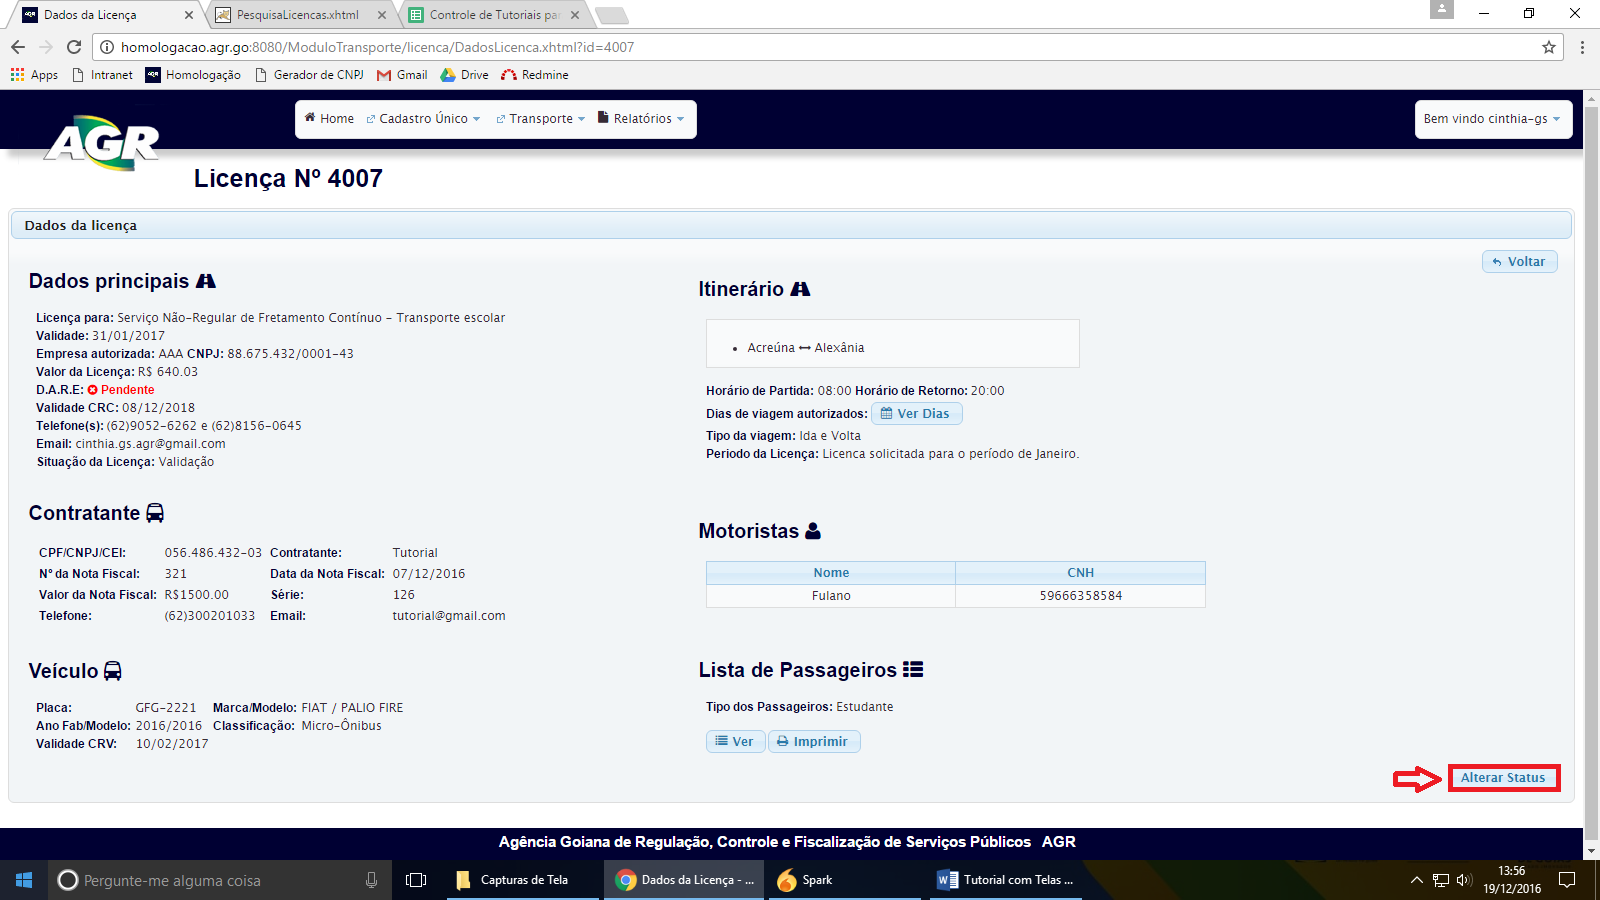 Dados da Licença
PesquisaLicencas.xhtml
Controle de Tutoriais pa
homologacao.agr.go:8080/ModuloTransporte/licenca/DadosLicenca.xhtml?id=4007
Apps Intranet Homologação Gerador de CNPJ Gmail Drive Redmine
AGR
Home Cadastro Único Transporte Relatórios
Bem vindo cinthia-gs
Licença Nº 4007
Dados da licença
Voltar
Dados principais
Licença para: Serviço Não-Regular de Fretamento Contínuo - Transporte escolar
Validade: 31/01/2017
Empresa autorizada: AAA CNPJ: 88.675.432/0001-43
Valor da Licença: R$ 640.03
D.A.R.E: Pendente
Validade CRC: 08/12/2018
Telefone(s): (62)9052-6262 e (62)8156-0645
Email: cinthia.gs.agr@gmail.com
Situação da Licença: Validação
Itinerário
• Acreúna ↔ Alexânia
Horário de Partida: 08:00 Horário de Retorno: 20:00
Dias de viagem autorizados: Ver Dias
Tipo da viagem: Ida e Volta
Periodo da Licença: Licenca solicitada para o período de Janeiro.
Contratante
CPF/CNPJ/CEI: 056.486.432-03 Contratante: Tutorial
Nº da Nota Fiscal: 321 Data da Nota Fiscal: 07/12/2016
Valor da Nota Fiscal: R$1500.00 Série: 126
Telefone: (62)300201033 Email: tutorial@gmail.com
Motoristas
Nome CNH
Fulano 59666358584
Veículo
Placa: GFG-2221 Marca/Modelo: FIAT / PALIO FIRE
Ano Fab/Modelo: 2016/2016 Classificação: Micro-Ônibus
Validade CRV: 10/02/2017
Lista de Passageiros
Tipo dos Passageiros: Estudante
Ver Imprimir
Alterar Status
Agência Goiana de Regulação, Controle e Fiscalização de Serviços Públicos AGR
Pergunte-me alguma coisa
Capturas de Tela
Dados da Licença - ...
Spark
Tutorial com Telas ...
13:56
19/12/2016